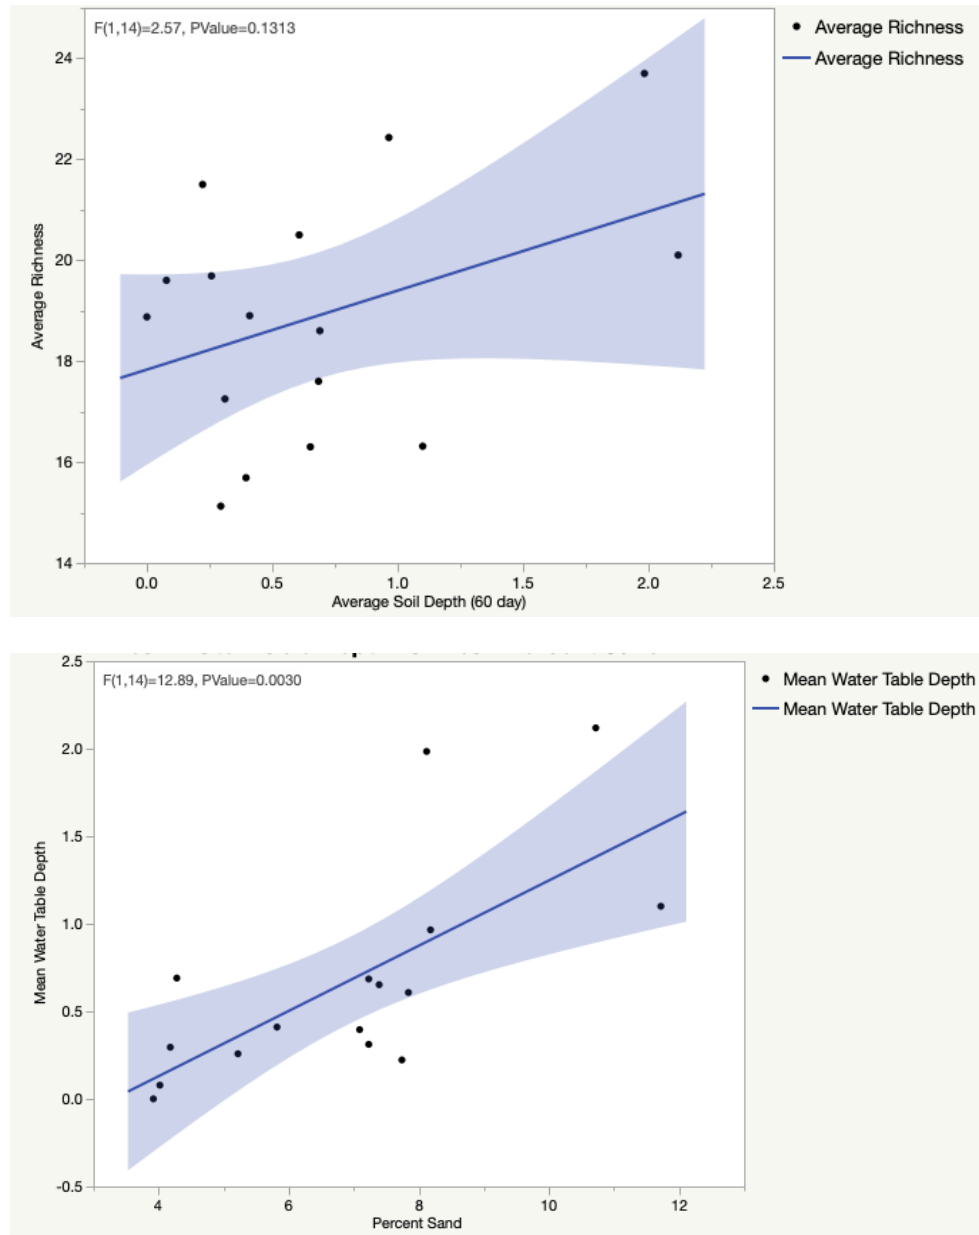 F(1,14)=2.57, PValue=0.1313
Average Richness
Average Richness
24
22
20
18
16
14
Average Richness
0.0 0.5 1.0 1.5 2.0 2.5
Average Soil Depth (60 day)
F(1,14)=12.89, PValue=0.0030
Mean Water Table Depth
Mean Water Table Depth
2.5
2.0
1.5
1.0
0.5
0.0
-0.5
Mean Water Table Depth
4 6 8 10 12
Percent Sand